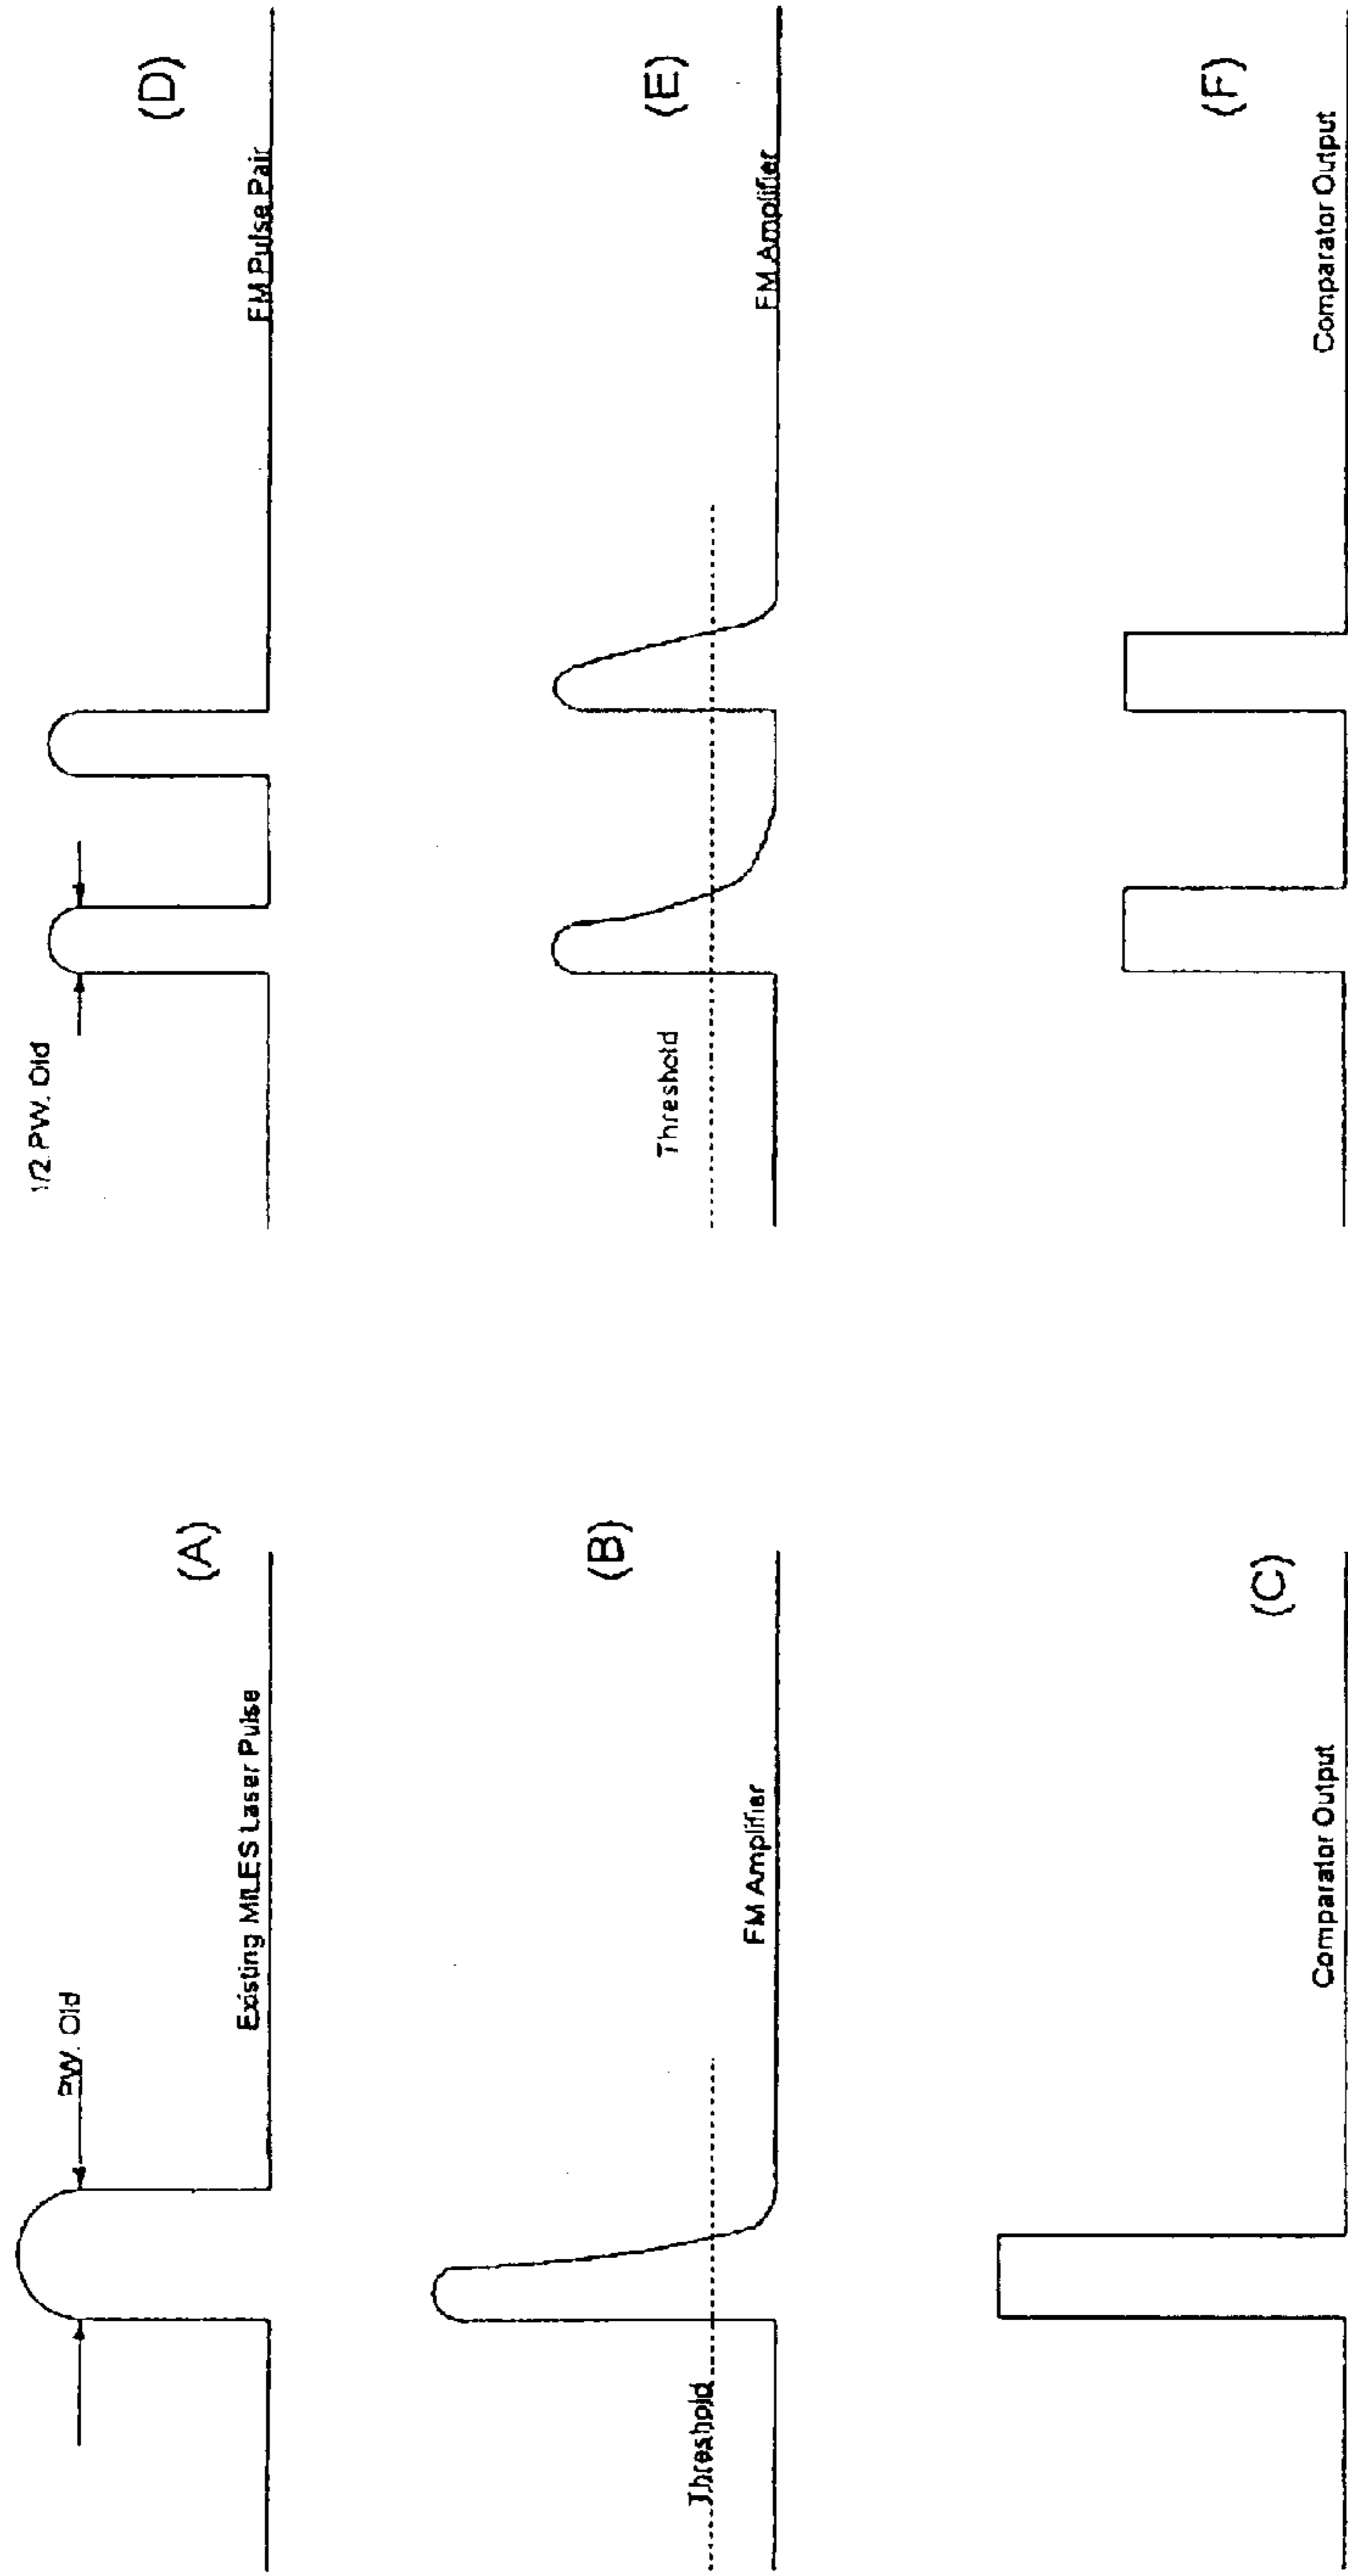 PW. Old
(A)
Existing MILES Laser Pulse
Threshold
(B)
FM Amplifier
(C)
Comparator Output
1/2 PW. Old
(D)
FM Pulse Pair
Threshold
(E)
FM Amplifier
(F)
Comparator Output